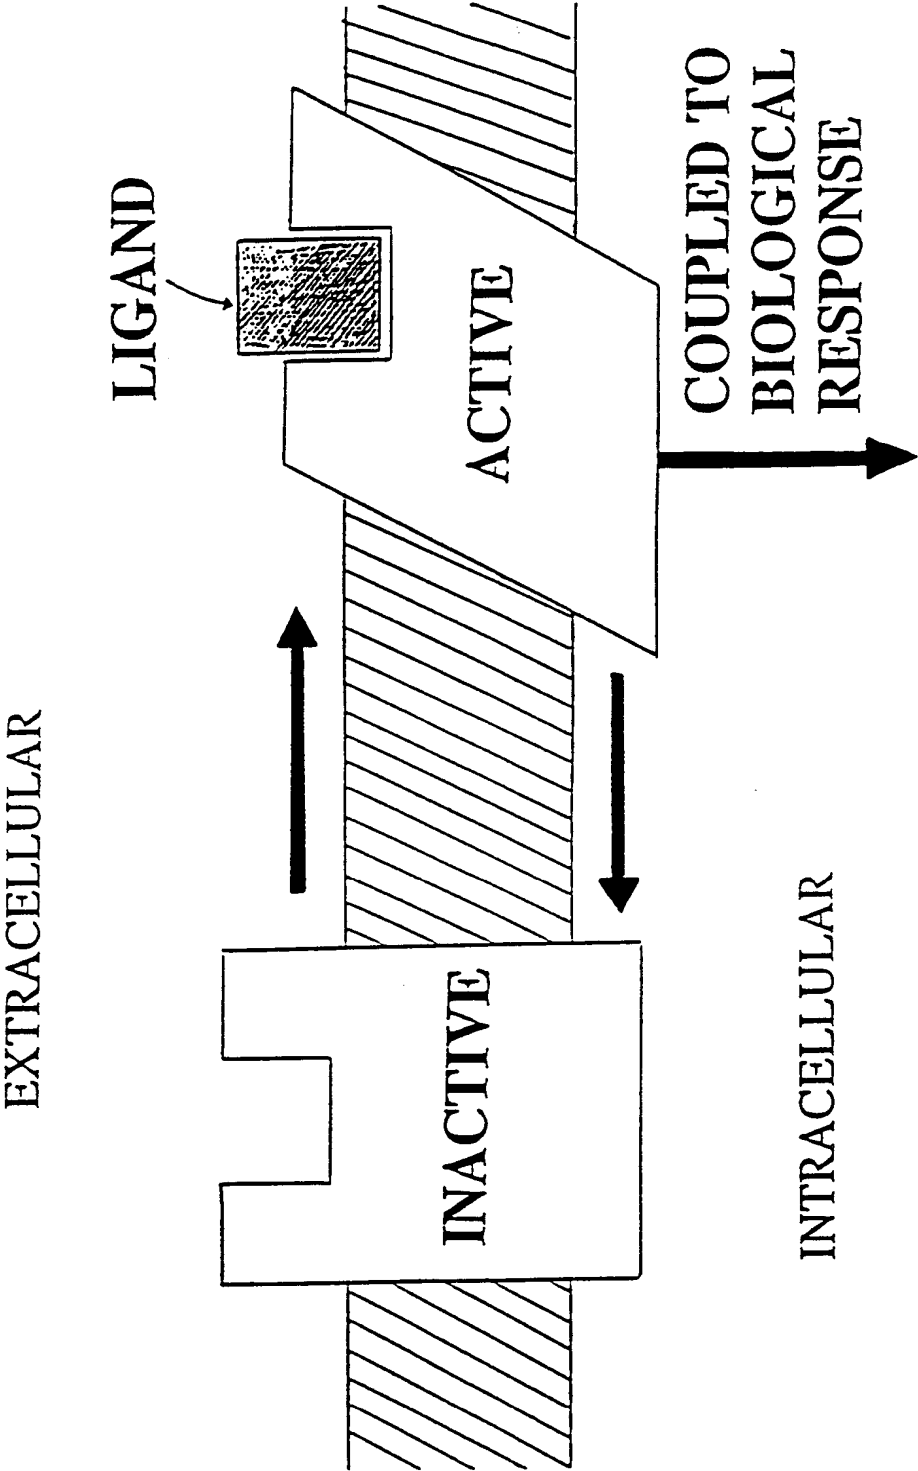 EXTRACELLULAR
LIGAND
INACTIVE
ACTIVE
INTRACELLULAR
COUPLED TO
BIOLOGICAL
RESPONSE